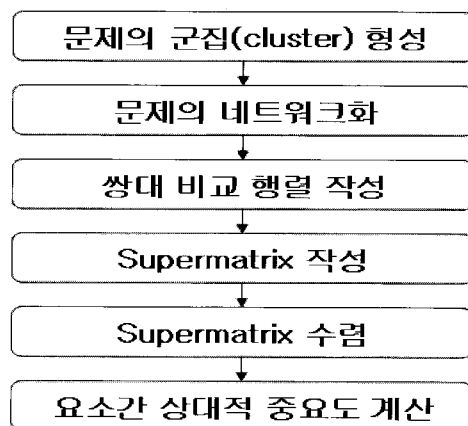 문제의 군집(cluster) 형성
문제의 네트워크화
쌍대 비교 행렬 작성
Supermatrix 작성
Supermatrix 수렴
요소간 상대적 중요도 계산